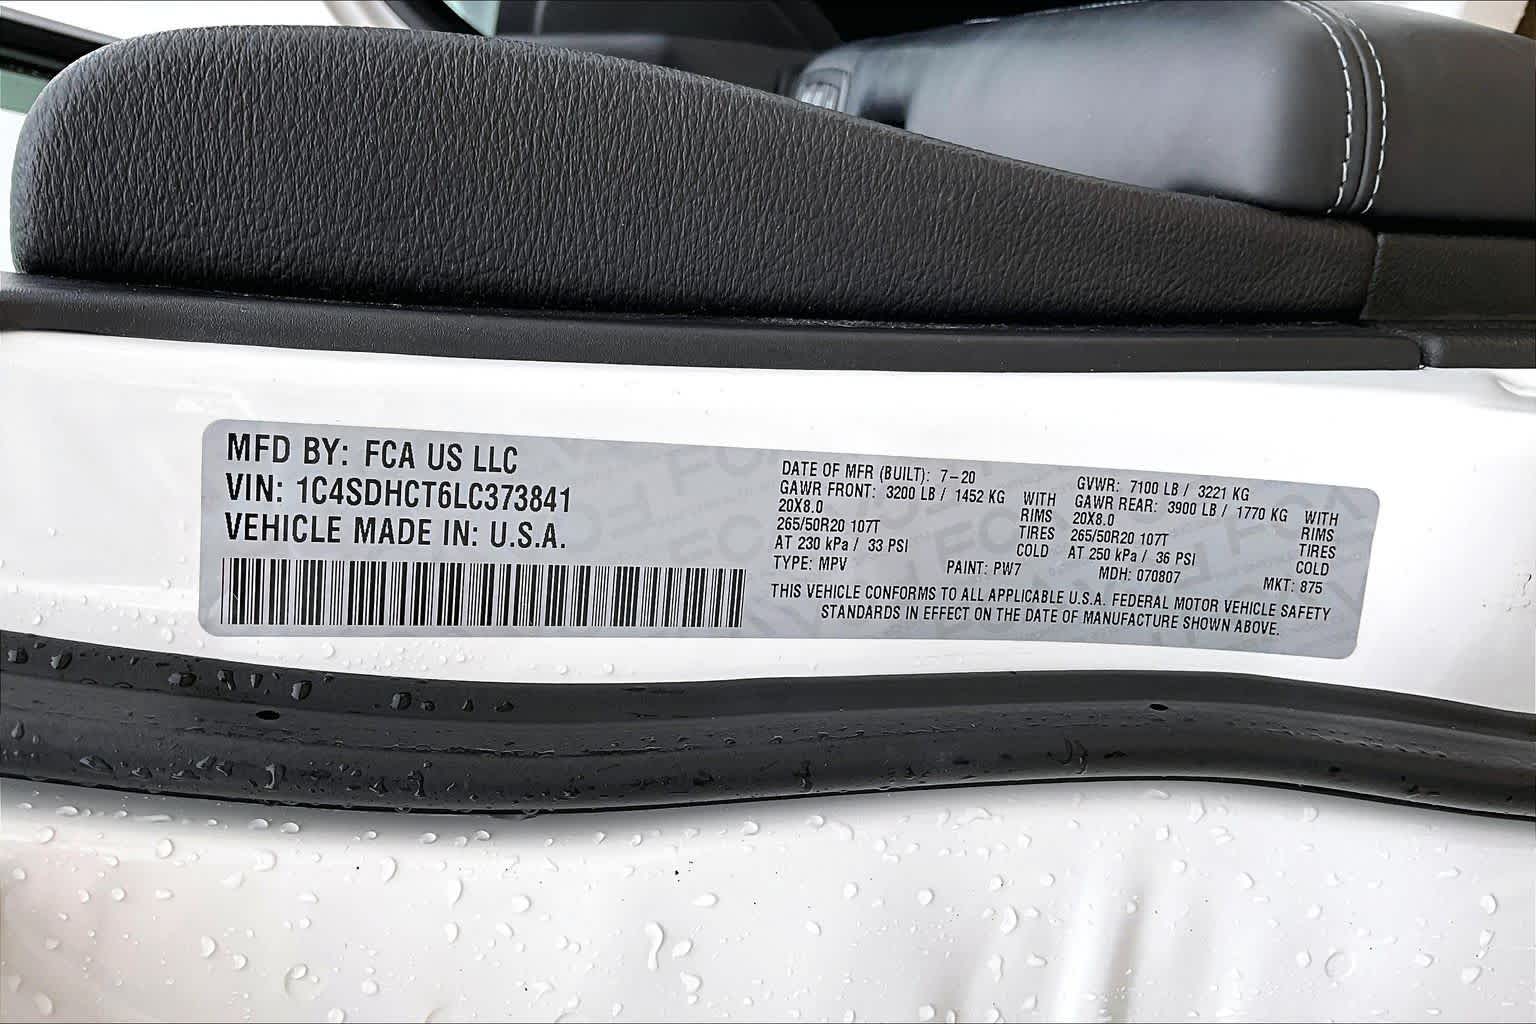 MFD BY: FCA US LLC
VIN: 1C4SDHCT6LC373841
VEHICLE MADE IN: U.S.A.
DATE OF MFR (BUILT): 7-20 GVWR: 7100 LB / 3221 KG
GAWR FRONT: 3200 LB / 1452 KG WITH GAWR REAR: 3900 LB / 1770 KG WITH
20X8.0 RIMS 20X8.0 RIMS
265/50R20 107T TIRES 265/50R20 107T TIRES
AT 230 kPa / 33 PSI COLD AT 250 kPa / 36 PSI COLD
TYPE: MPV PAINT: PW7 MDH: 070807 MKT: 875
THIS VEHICLE CONFORMS TO ALL APPLICABLE U.S.A. FEDERAL MOTOR VEHICLE SAFETY
STANDARDS IN EFFECT ON THE DATE OF MANUFACTURE SHOWN ABOVE.